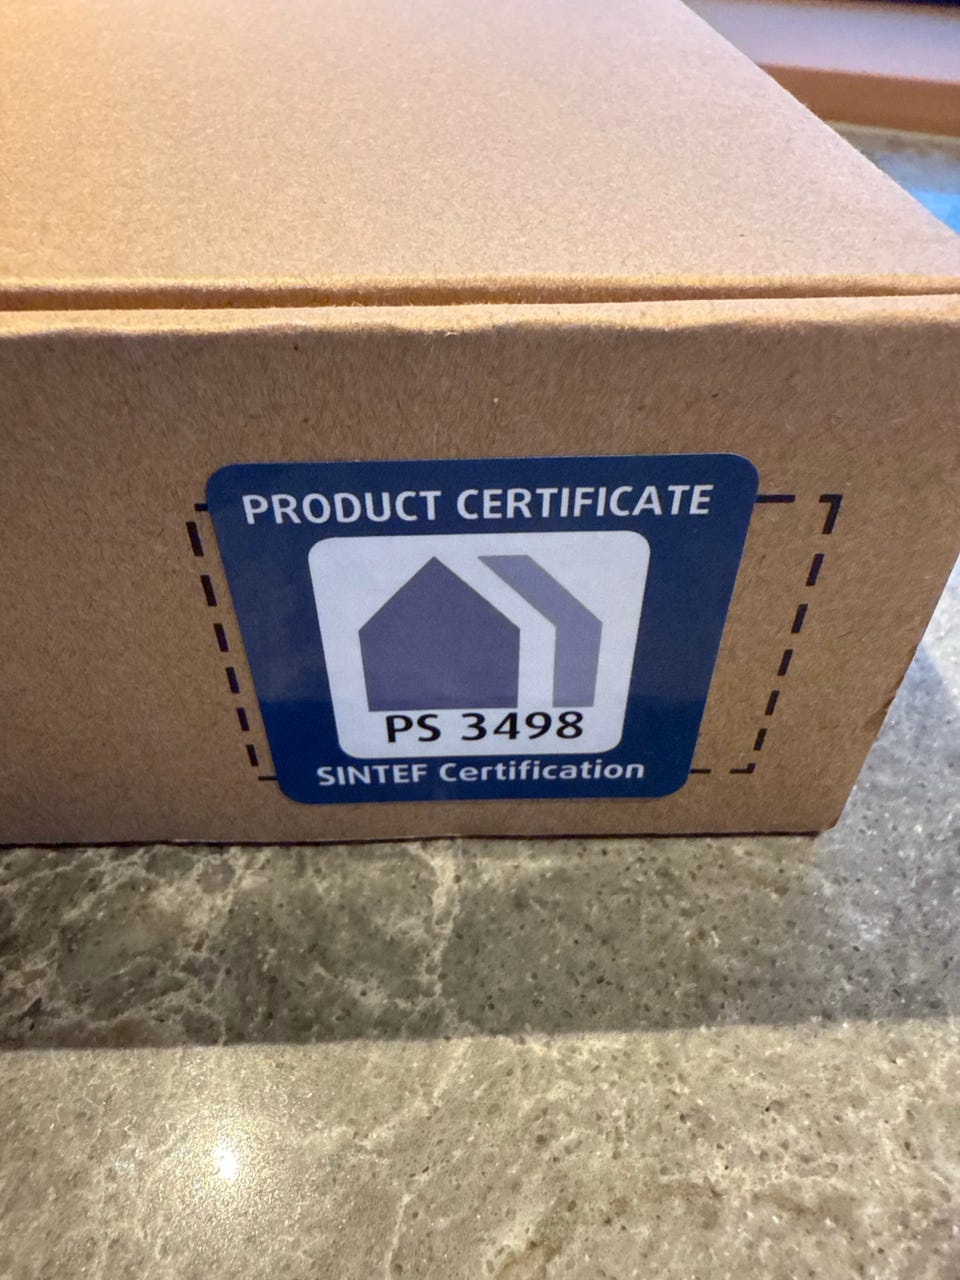 PRODUCT CERTIFICATE
PS 3498
SINTEF Certification